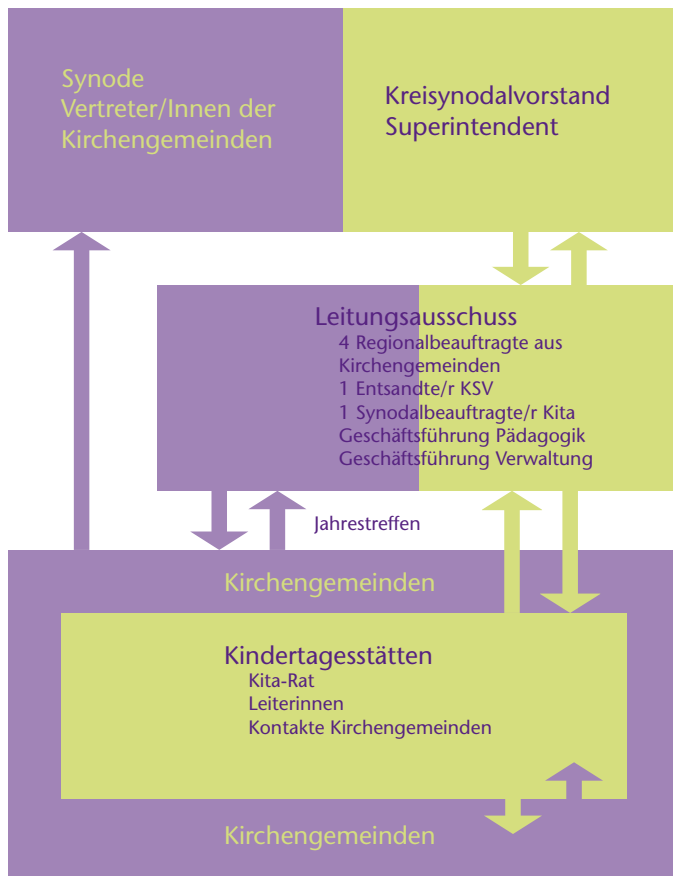 Synode
Vertreter/Innen der
Kirchengemeinden
Kreisynodalvorstand
Superintendent
Leitungsausschuss
4 Regionalbeauftragte aus
Kirchengemeinden
1 Entsandte/r KSV
1 Synodalbeauftragte/r Kita
Geschäftsführung Pädagogik
Geschäftsführung Verwaltung
Jahrestreffen
Kirchengemeinden
Kindertagesstätten
Kita-Rat
Leiterinnen
Kontakte Kirchengemeinden
Kirchengemeinden